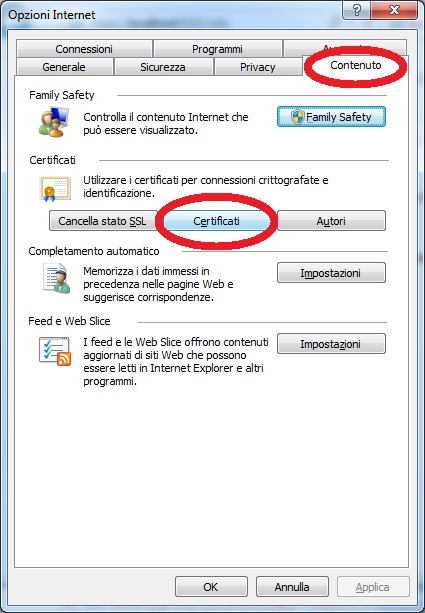 Opzioni Internet
Connessioni
Programmi
Generale
Sicurezza
Privacy
Contenuto
Family Safety
Controlla il contenuto Internet che
può essere visualizzato.
Family Safety
Certificati
Utilizzare i certificati per connessioni crittografate e
identificazione.
Cancella stato SSL
Certificati
Autori
Completamento automatico
Memorizza i dati immessi in
precedenza nelle pagine Web e
suggerisce corrispondenze.
Impostazioni
Feed e Web Slice
I feed e le Web Slice offrono contenuti
aggiornati di siti Web che possono
essere letti in Internet Explorer e altri
programmi.
Impostazioni
OK
Annulla
Applica